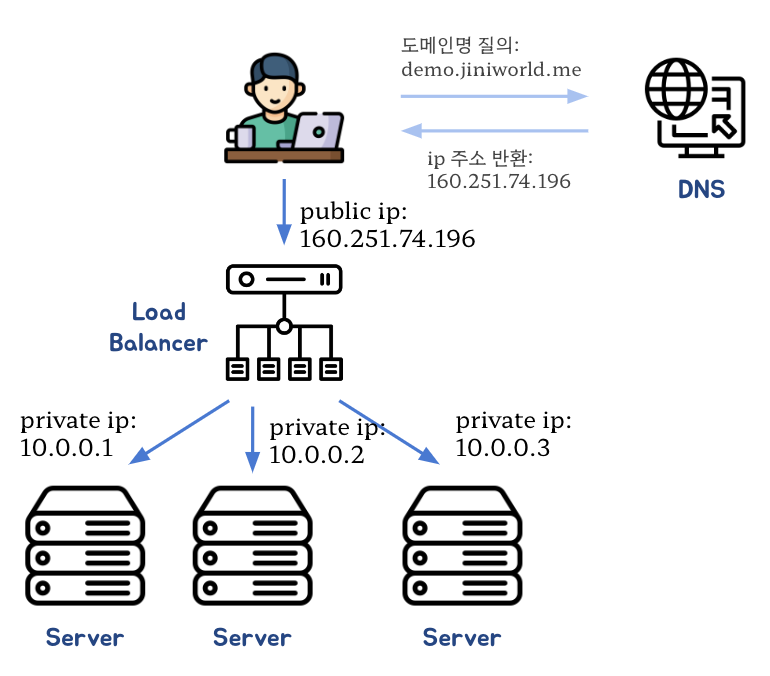 도메인명 질의:
demo.jiniworld.me
ip 주소 반환:
160.251.74.196
DNS
public ip:
160.251.74.196
Load
Balancer
private ip:
10.0.0.1
private ip:
10.0.0.2
private ip:
10.0.0.3
Server
Server
Server